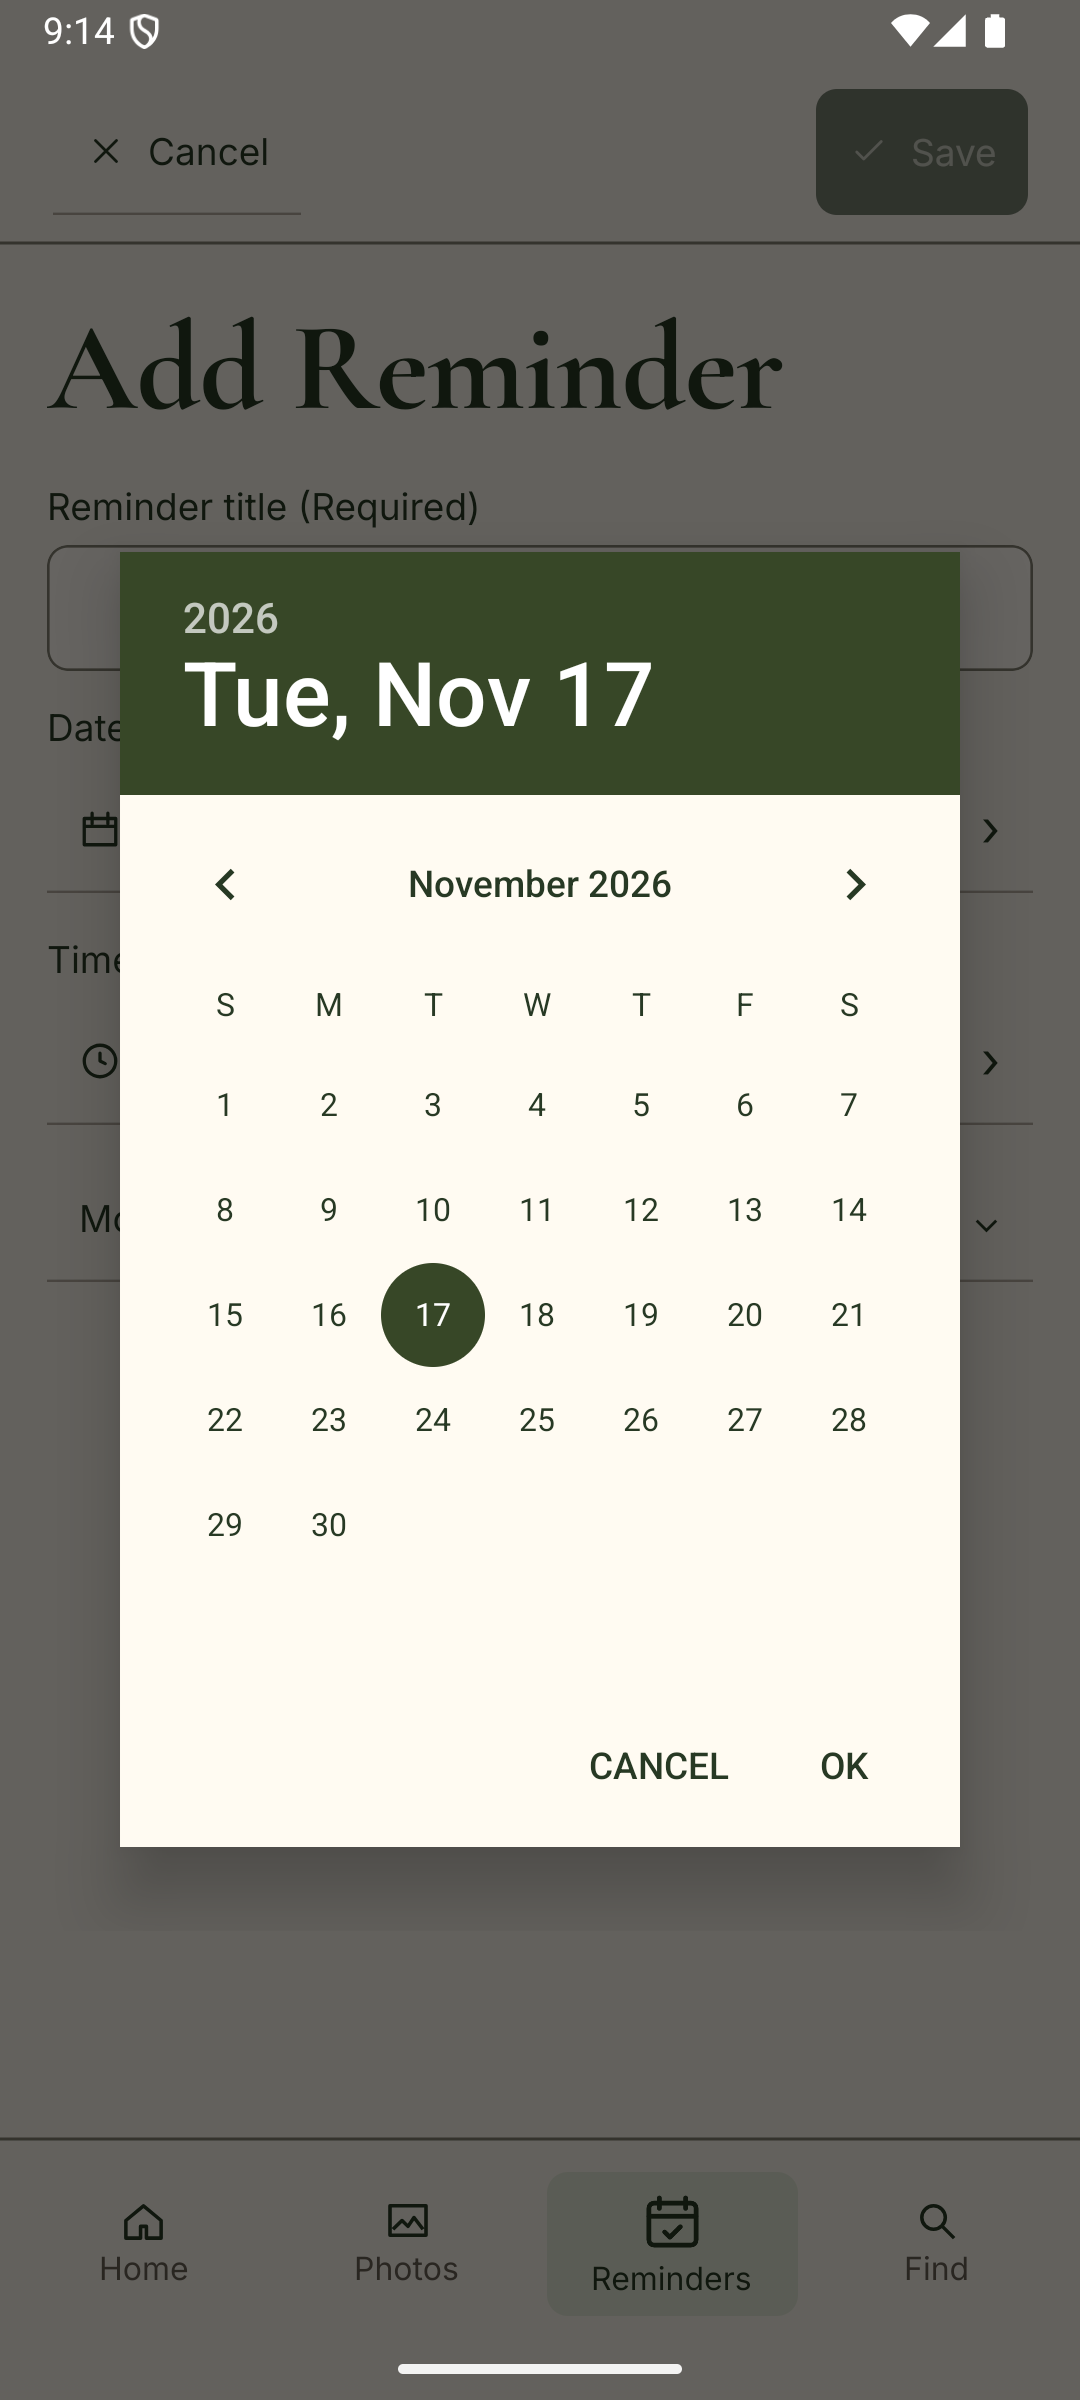 9:14
Cancel
Save
Add Reminder
Reminder title (Required)
2026
Tue, Nov 17
Date
November 2026
S M T W T F S
1 2 3 4 5 6 7
8 9 10 11 12 13 14
15 16 17 18 19 20 21
22 23 24 25 26 27 28
29 30
Time
CANCEL OK
Home Photos Reminders Find